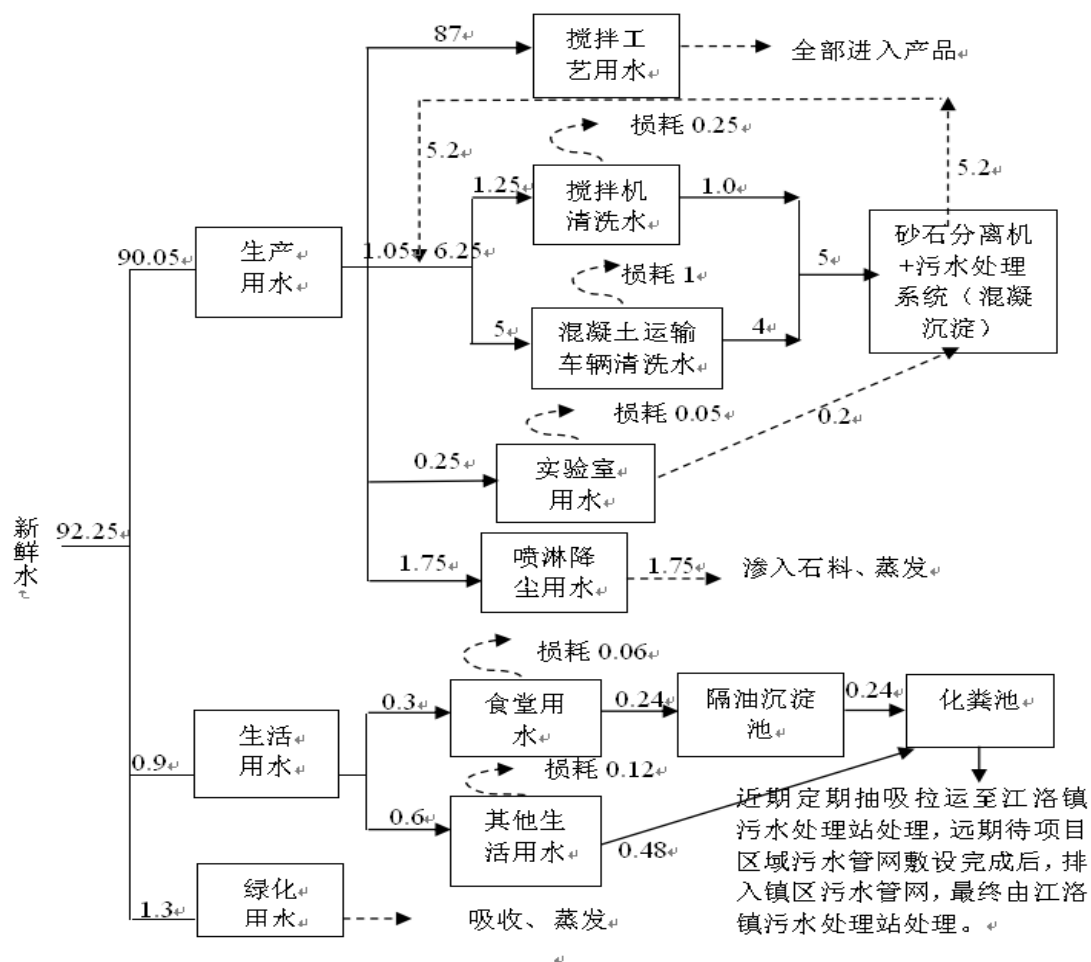 87
搅拌工
艺用水
全部进入产品
损耗 0.25
5.2
5.2
1.25
搅拌机
清洗水
1.0
90.05
生产
用水
1.05
6.25
砂石分离机
+污水处理
系统（混凝
沉淀）
5
损耗 1
5
混凝土运输
车辆清洗水
4
损耗 0.05
0.2
0.25
实验室
用水
新
鲜
水
92.25
1.75
喷淋降
尘用水
1.75
渗入石料、蒸发
损耗 0.06
0.3
食堂用
水
0.24
隔油沉淀
池
0.24
化粪池
0.9
生活
用水
损耗 0.12
0.6
其他生
活用水
0.48
近期定期抽吸拉运至江洛镇
污水处理站处理，远期待项目
区域污水管网敷设完成后，排
入镇区污水管网，最终由江洛
镇污水处理站处理。
1.3
绿化
用水
吸收、蒸发